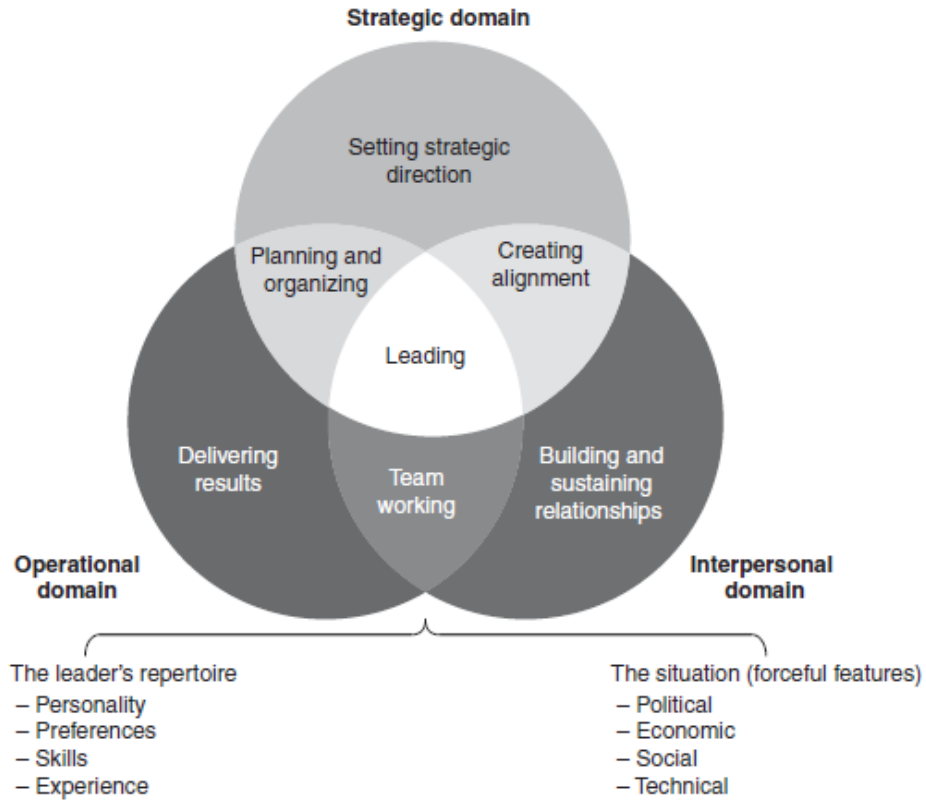 Strategic domain
Setting strategic
direction
Planning and
organizing
Creating
alignment
Leading
Delivering
results
Team
working
Building and
sustaining
relationships
Operational
domain
Interpersonal
domain
The leader's repertoire
– Personality
– Preferences
– Skills
– Experience
The situation (forceful features)
– Political
– Economic
– Social
– Technical